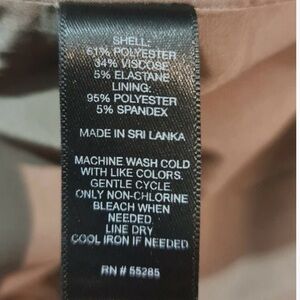 SHELL:
61% POLYESTER
34% VISCOSE
5% ELASTANE
LINING:
95% POLYESTER
5% SPANDEX
MADE IN SRI LANKA
MACHINE WASH COLD
WITH LIKE COLORS.
GENTLE CYCLE.
ONLY NON-CHLORINE
BLEACH WHEN
NEEDED
LINE DRY
COOL IRON IF NEEDED
RN # 55285